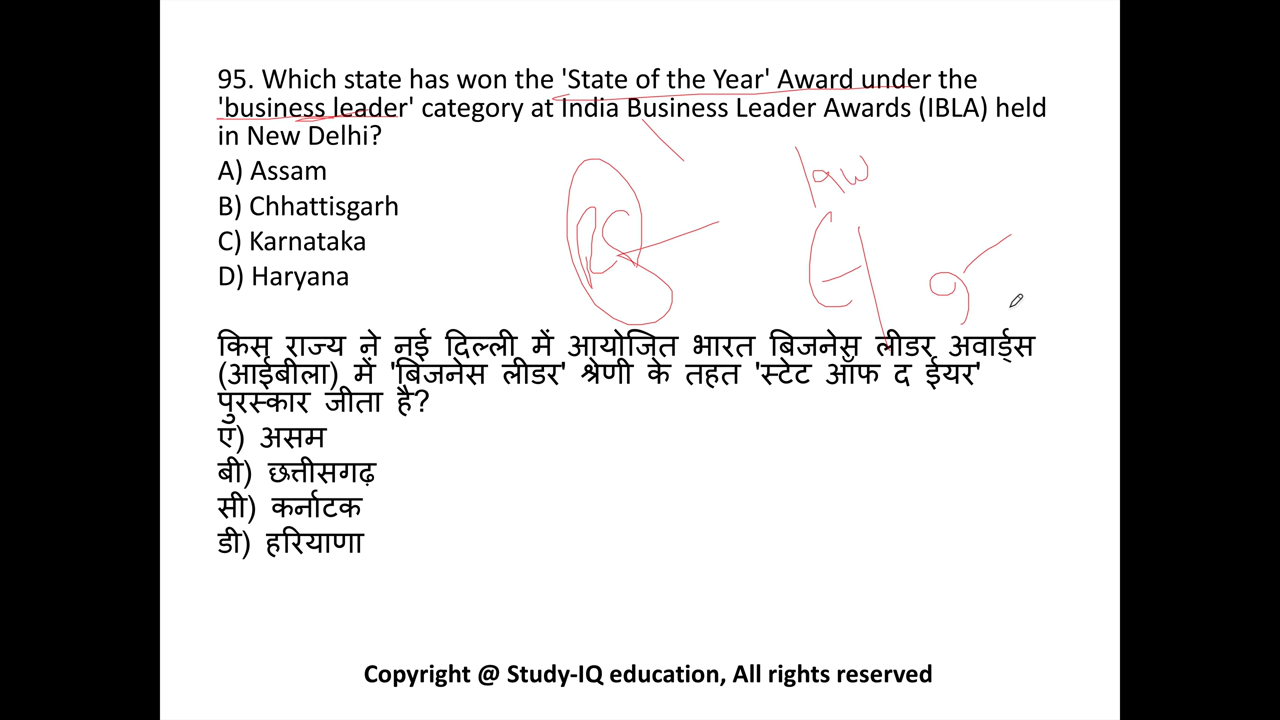 95. Which state has won the 'State of the Year' Award under the
'business leader' category at India Business Leader Awards (IBLA) held
in New Delhi?
A) Assam
B) Chhattisgarh
C) Karnataka
D) Haryana
किस राज्य ने नई दिल्ली में आयोजित भारत बिजनेस लीडर अवार्ड्स
(आईबीला) में 'बिजनेस लीडर' श्रेणी के तहत 'स्टेट ऑफ द ईयर'
पुरस्कार जीता है?
ए) असम
बी) छत्तीसगढ़
सी) कर्नाटक
डी) हरियाणा
Copyright @ Study-IQ education, All rights reserved